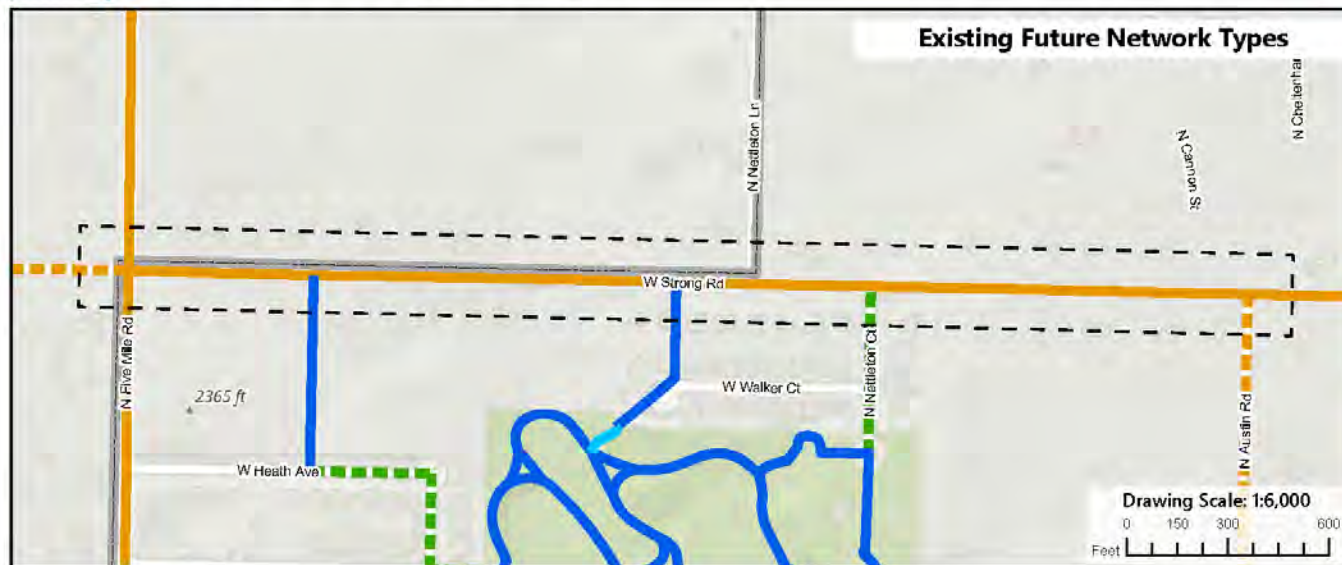 Existing Future Network Types
N Nettleton Ln
N Cannon St
N Cheltenha
W Strong Rd
N Five Mile Rd
2365 ft
W Walker Ct
N Nettleton Ct
N Austin Rd
W Heath Ave
Drawing Scale: 1:6,000
0 150 300 600
Feet